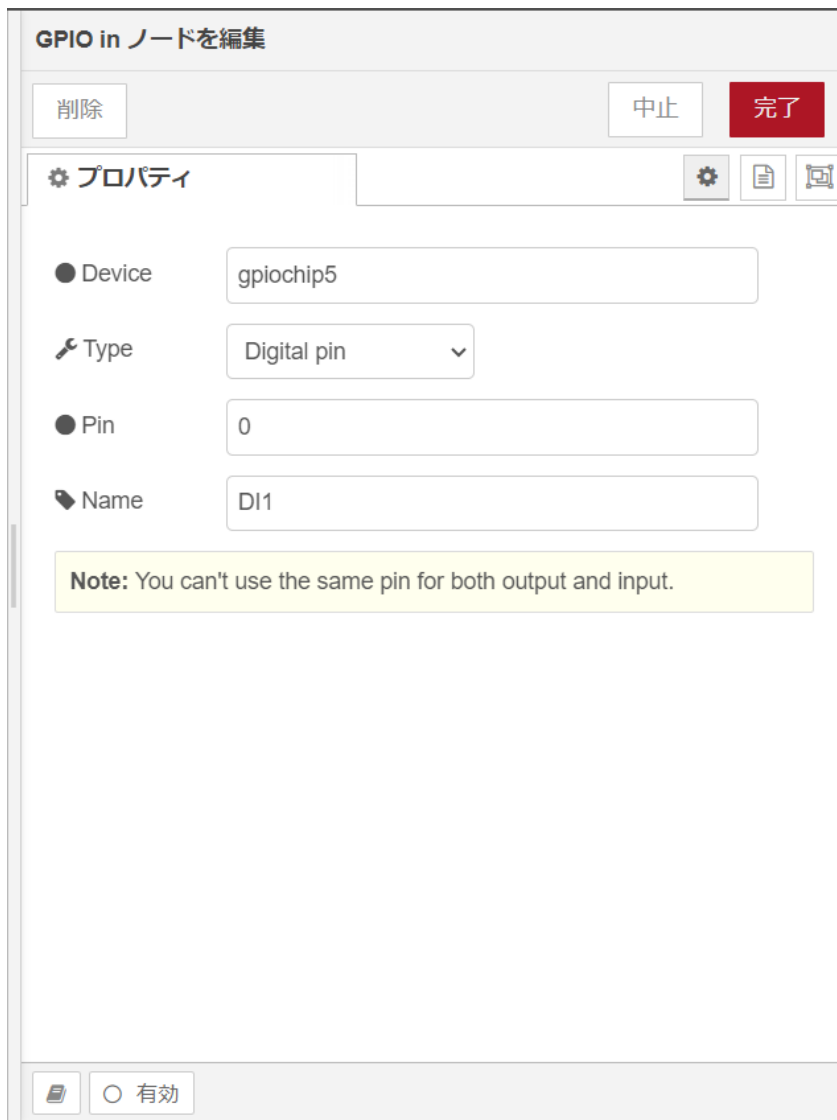 GPIO in ノードを編集
削除
中止
完了
プロパティ
Device
gpiochip5
Type
Digital pin
Pin
0
Name
DI1
Note: You can't use the same pin for both output and input.
有効